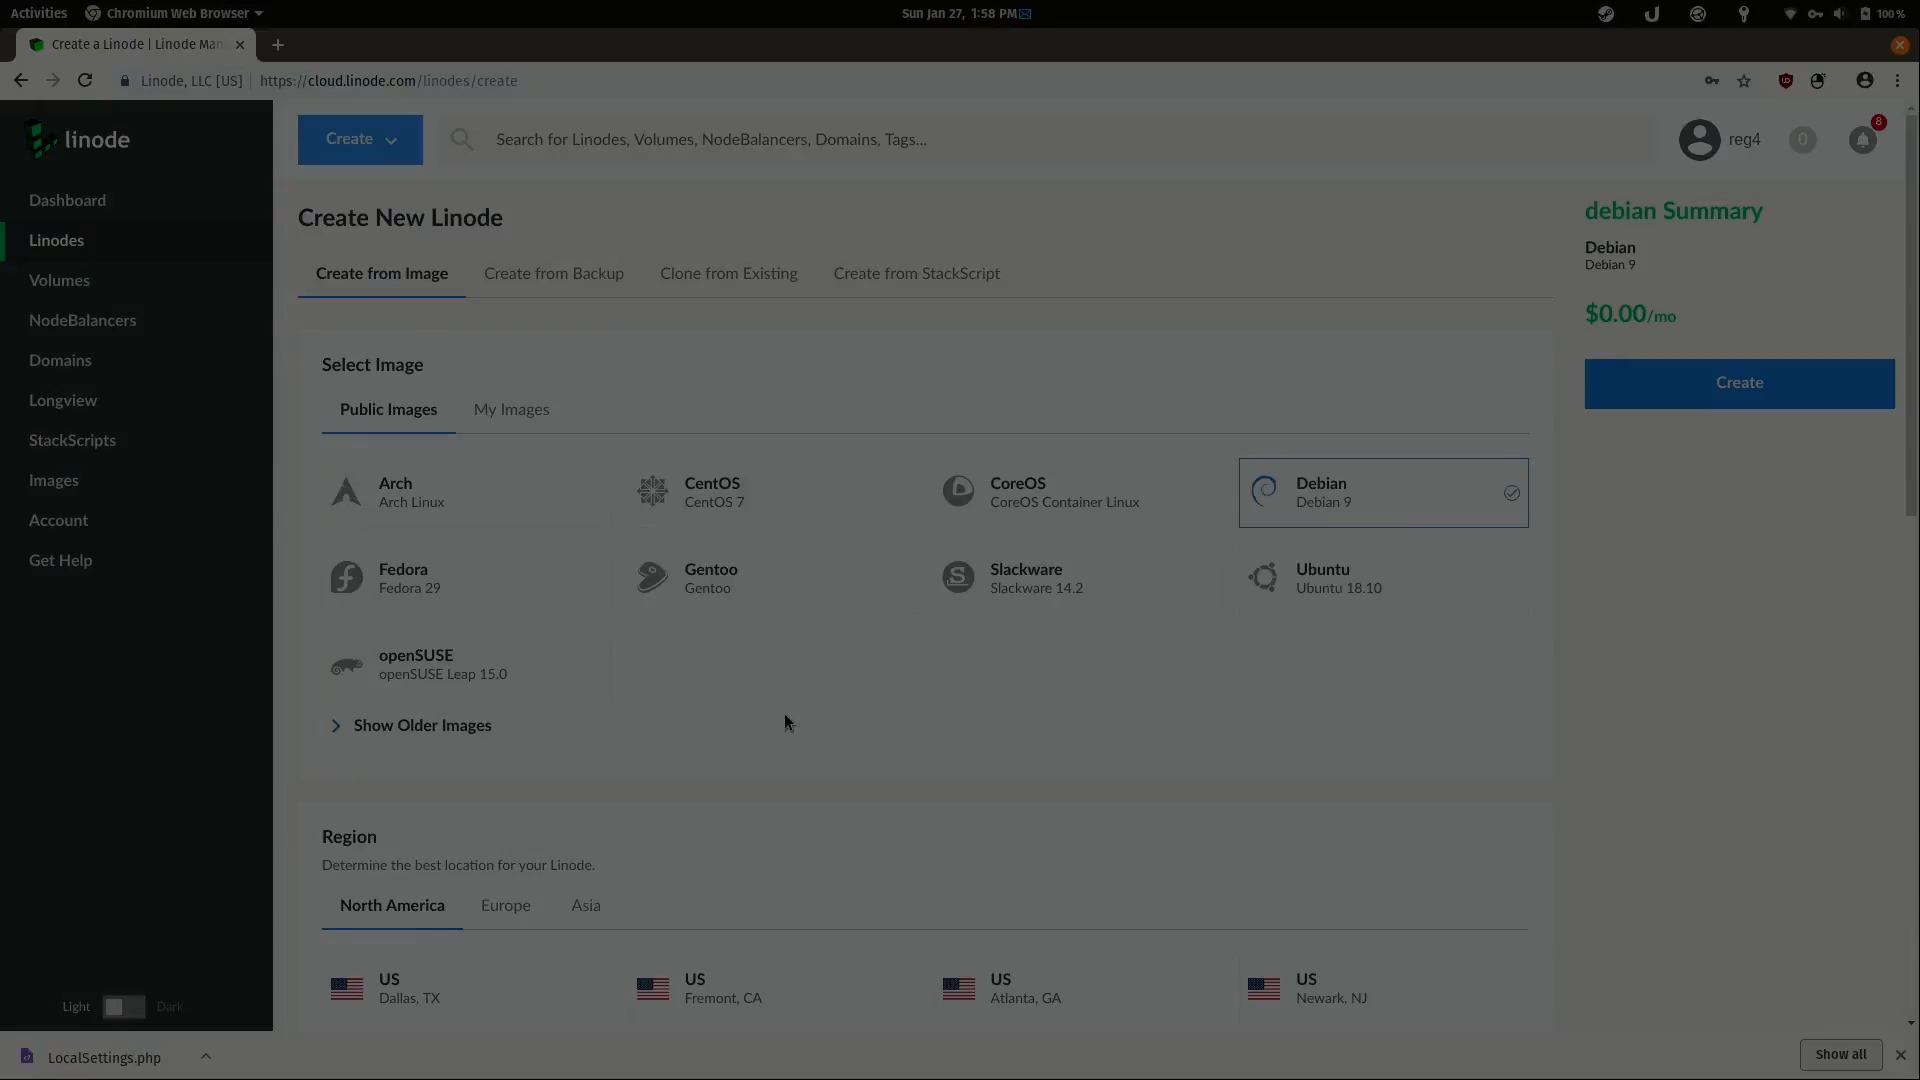 Activities
Chromium Web Browser
Sun Jan 27, 1:58 PM
100 %
Create a Linode | Linode Man
Linode, LLC [US]
https://cloud.linode.com/linodes/create
linode
Create
Search for Linodes, Volumes, NodeBalancers, Domains, Tags...
reg4
0
8
Dashboard
Linodes
Volumes
NodeBalancers
Domains
Longview
StackScripts
Images
Account
Get Help
Light
Dark
Create New Linode
Create from Image
Create from Backup
Clone from Existing
Create from StackScript
Select Image
Public Images
My Images
Arch
Arch Linux
CentOS
CentOS 7
CoreOS
CoreOS Container Linux
Debian
Debian 9
Fedora
Fedora 29
Gentoo
Gentoo
Slackware
Slackware 14.2
Ubuntu
Ubuntu 18.10
openSUSE
openSUSE Leap 15.0
Show Older Images
Region
Determine the best location for your Linode.
North America
Europe
Asia
US
Dallas, TX
US
Fremont, CA
US
Atlanta, GA
US
Newark, NJ
debian Summary
Debian
Debian 9
$0.00/mo
Create
LocalSettings.php
Show all